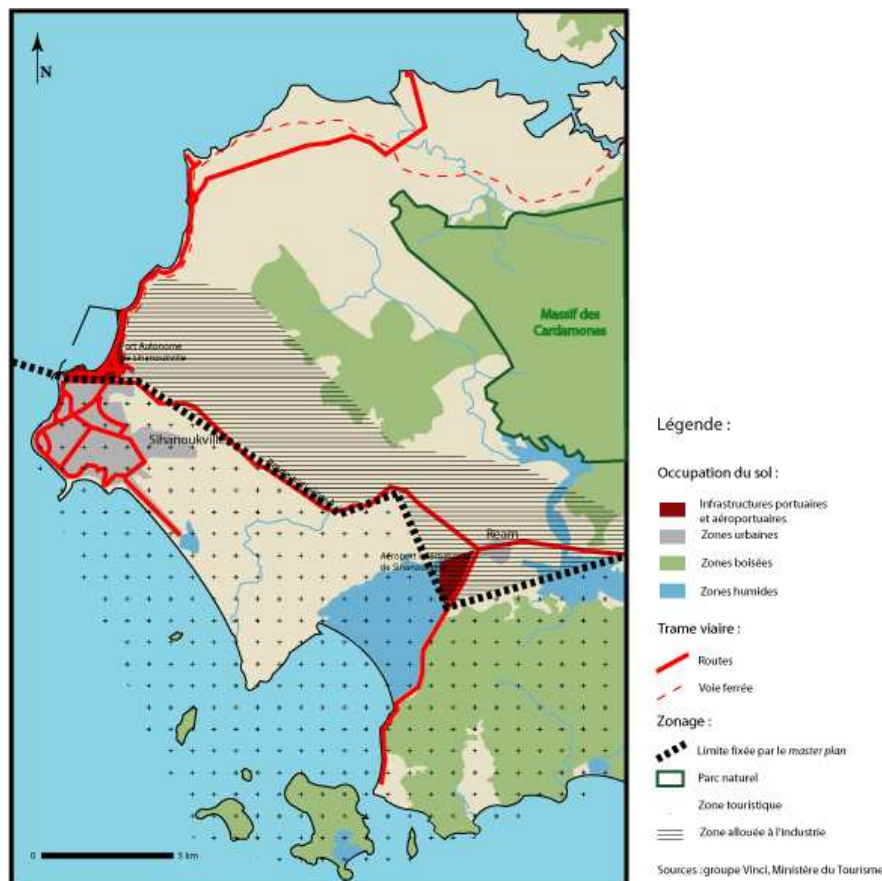 N
Massif des
Cardamones
Port Autonome
de Sihanoukville
Sihanoukville
Ream
Aéroport
de Sihanouk
0 5 km
Légende :
Occupation du sol :
Infrastructures portuaires
et aéroportuaires
Zones urbaines
Zones boisées
Zones humides
Trame viaire :
Routes
Voie ferrée
Zonage :
Limite fixée par le master plan
Parc naturel
Zone touristique
Zone allouée à l'industrie
Sources : groupe Vinci, Ministère du Tourisme